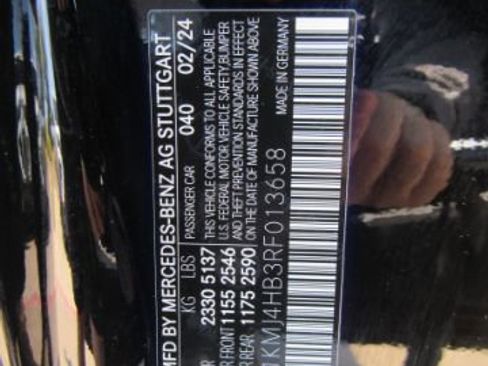 MFD BY MERCEDES-BENZ AG STUTTGART
KG LBS PASSENGER CAR 040 02/24
2330 5137 THIS VEHICLE CONFORMS TO ALL APPLICABLE
FRONT 1155 2546 U.S. FEDERAL MOTOR VEHICLE SAFETY BUMPER
REAR 1175 2590 AND THEFT PREVENTION STANDARDS IN EFFECT
ON THE DATE OF MANUFACTURE SHOWN ABOVE
KMJ4HB3RF013658 MADE IN GERMANY